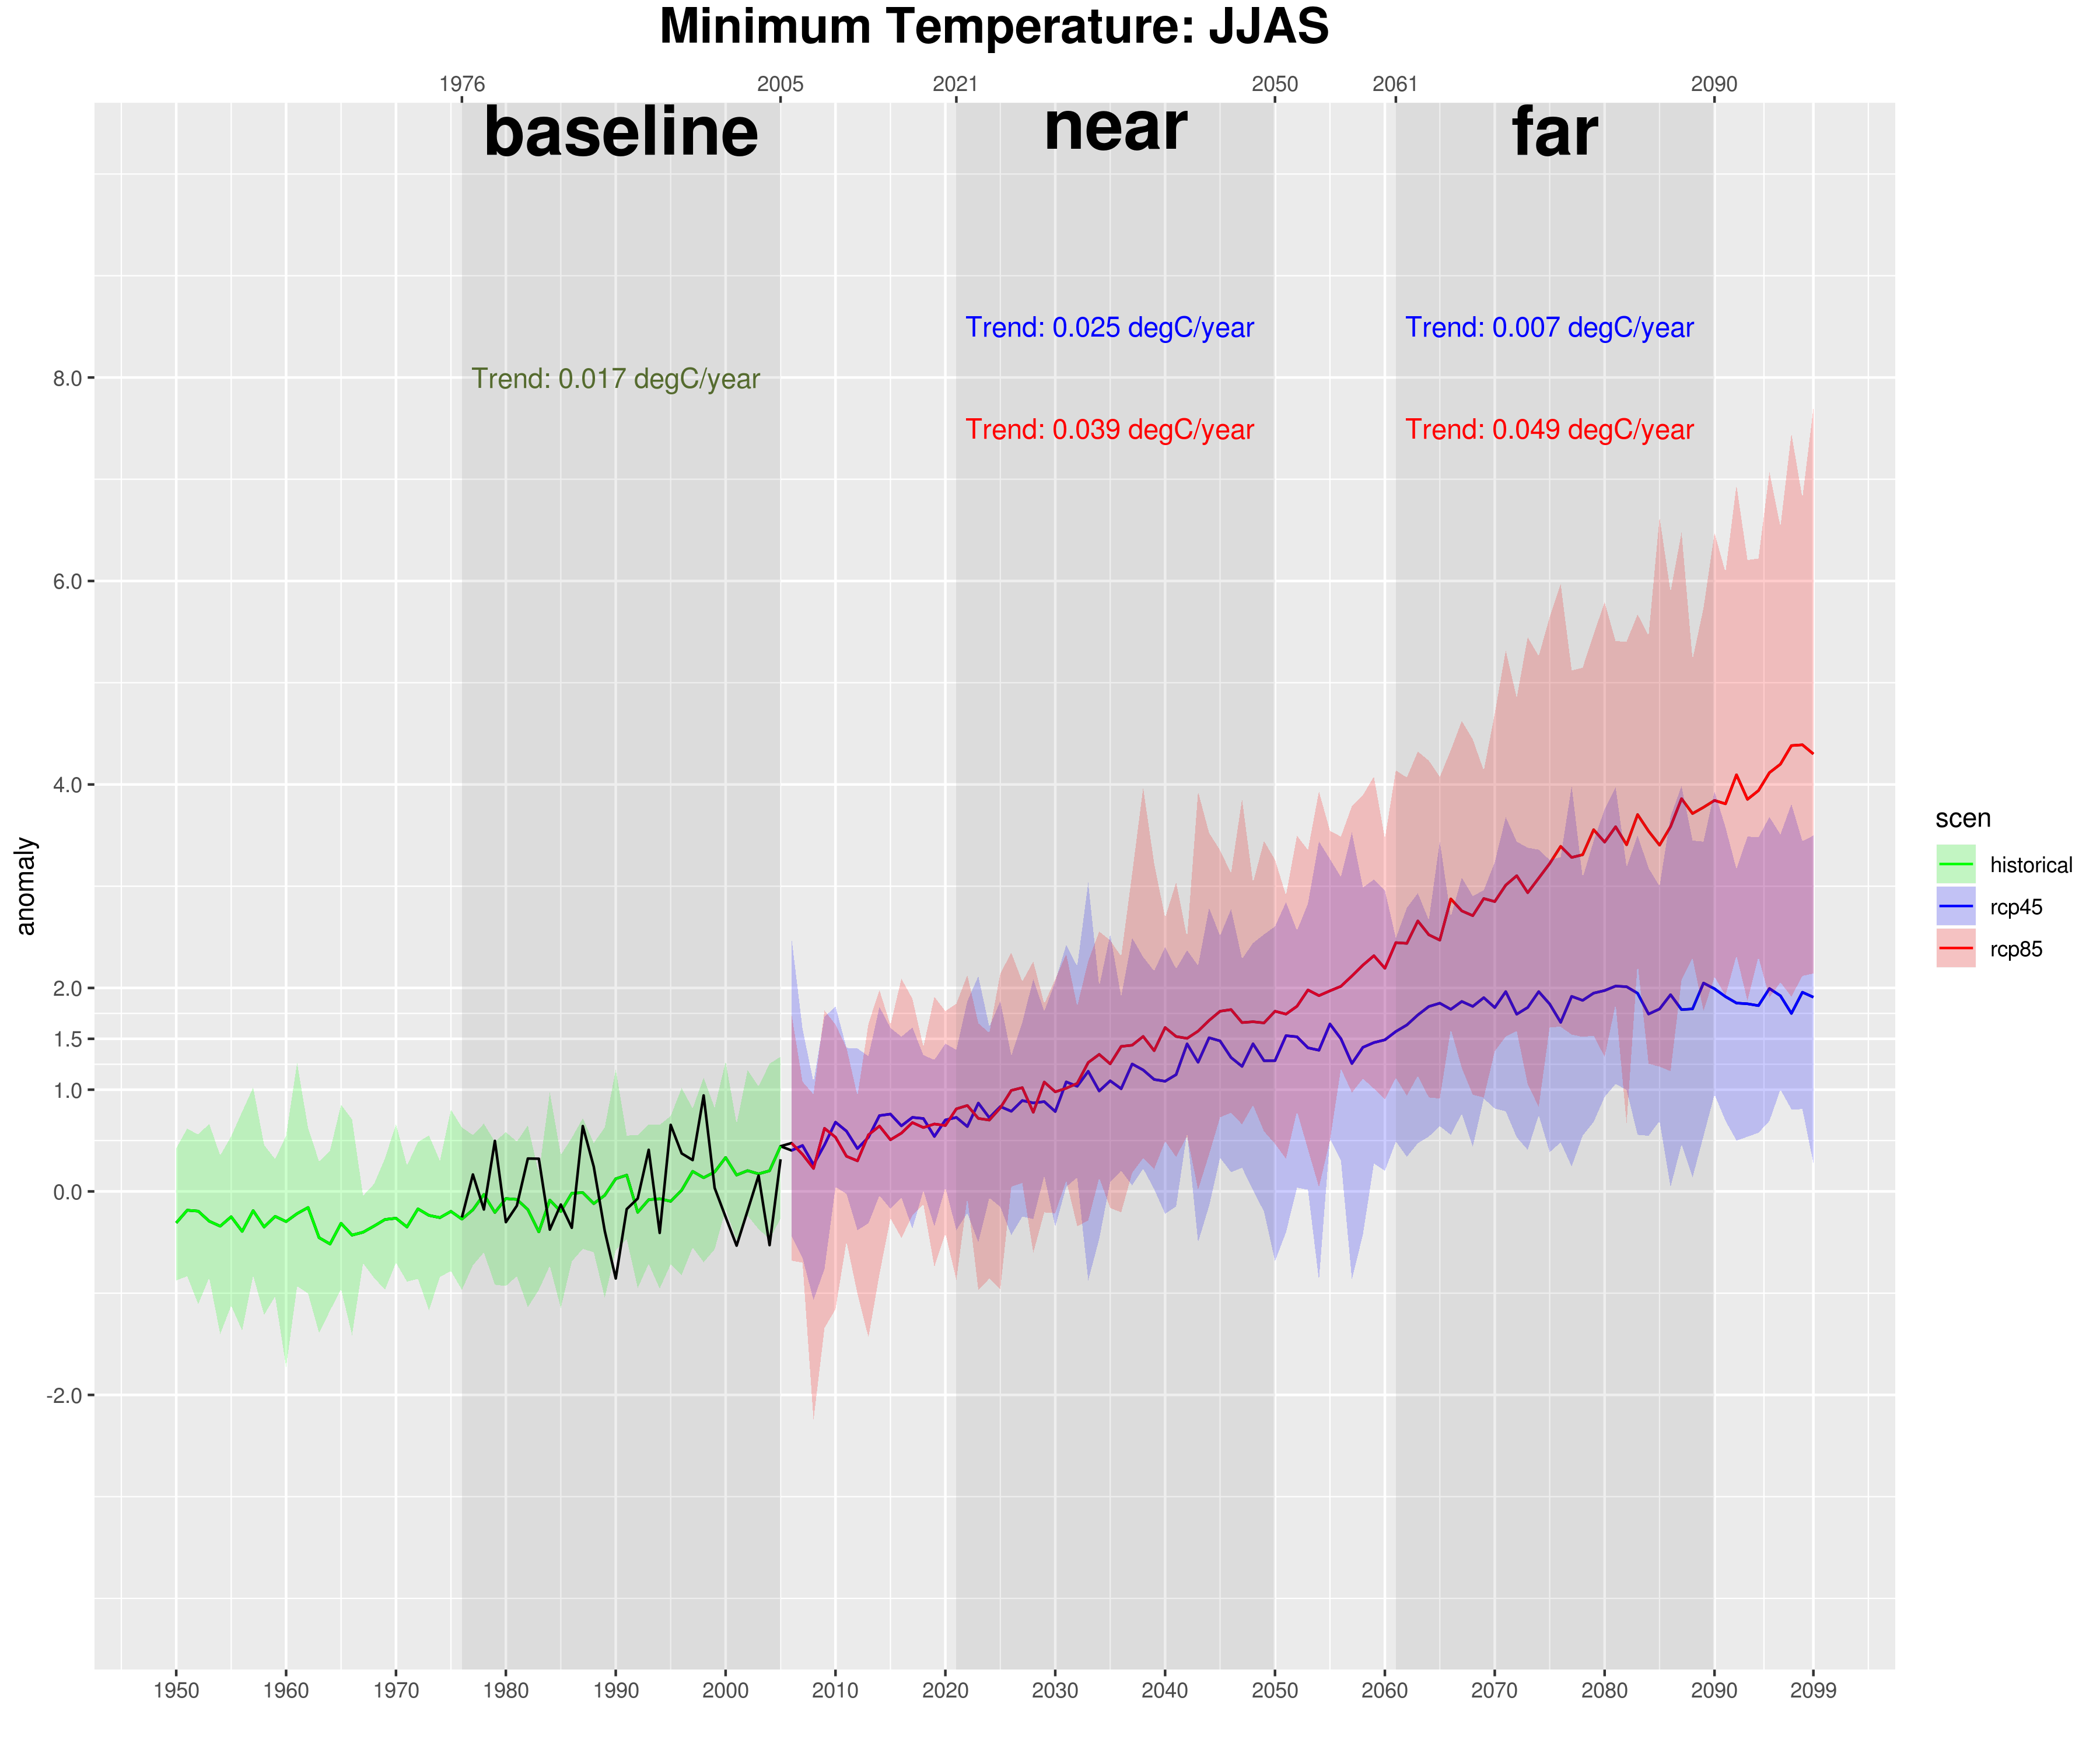 Minimum Temperature: JJAS
1976 2005 2021 2050 2061 2090
baseline near far
Trend: 0.025 degC/year Trend: 0.007 degC/year
Trend: 0.017 degC/year
Trend: 0.039 degC/year Trend: 0.049 degC/year
8.0
6.0
4.0
2.0
1.5
1.0
0.0
-2.0
anomaly
scen
historical
rcp45
rcp85
1950 1960 1970 1980 1990 2000 2010 2020 2030 2040 2050 2060 2070 2080 2090 2099